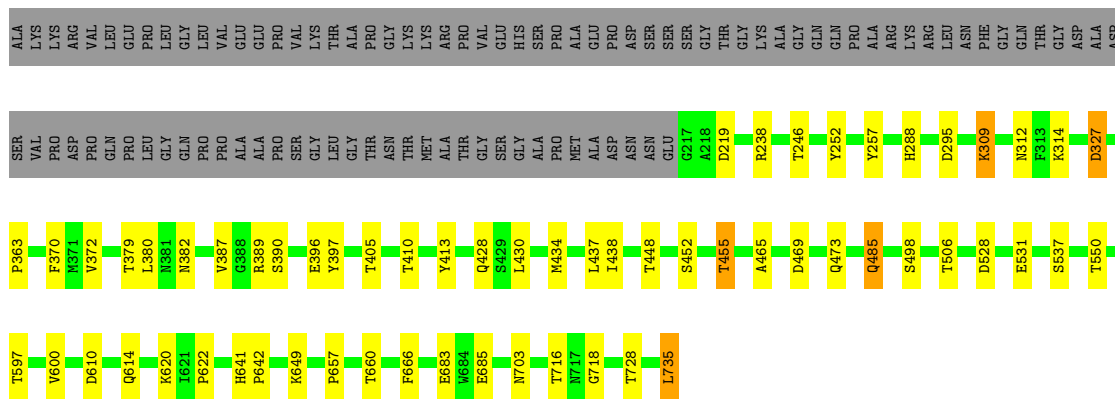 ALA LYS LYS ARG VAL LEU GLU PRO LEU GLY LEU VAL GLU GLU PRO VAL LYS THR ALA PRO GLY LYS LYS ARG PRO VAL GLU HIS SER PRO ALA GLU PRO ASP SER SER SER GLY THR GLY LYS ALA GLY GLN GLN PRO ALA ARG LYS ARG LEU ASN PHE GLY GLN THR GLY ASP ALA ASP
SER VAL PRO ASP PRO GLN PRO LEU GLY GLN PRO PRO ALA ALA PRO SER GLY LEU GLY THR ASN THR MET ALA THR GLY SER GLY ALA PRO MET ALA ASP ASN ASN GLU G217 A218 D219 R238 T246 Y252 Y257 H288 D295 K309 N312 F313 K314 D327
P363 F370 M371 V372 T379 L380 N381 N382 V387 G388 R389 S390 E396 Y397 T405 T410 Y413 Q428 S429 L430 M434 L437 I438 T448 S452 T455 A465 D469 Q473 Q485 S498 T506 D528 E531 S537 T550
T597 V600 D610 Q614 K620 I621 P622 H641 P642 K649 P657 T660 F666 E683 W684 E685 N703 T716 N717 G718 T728 L735